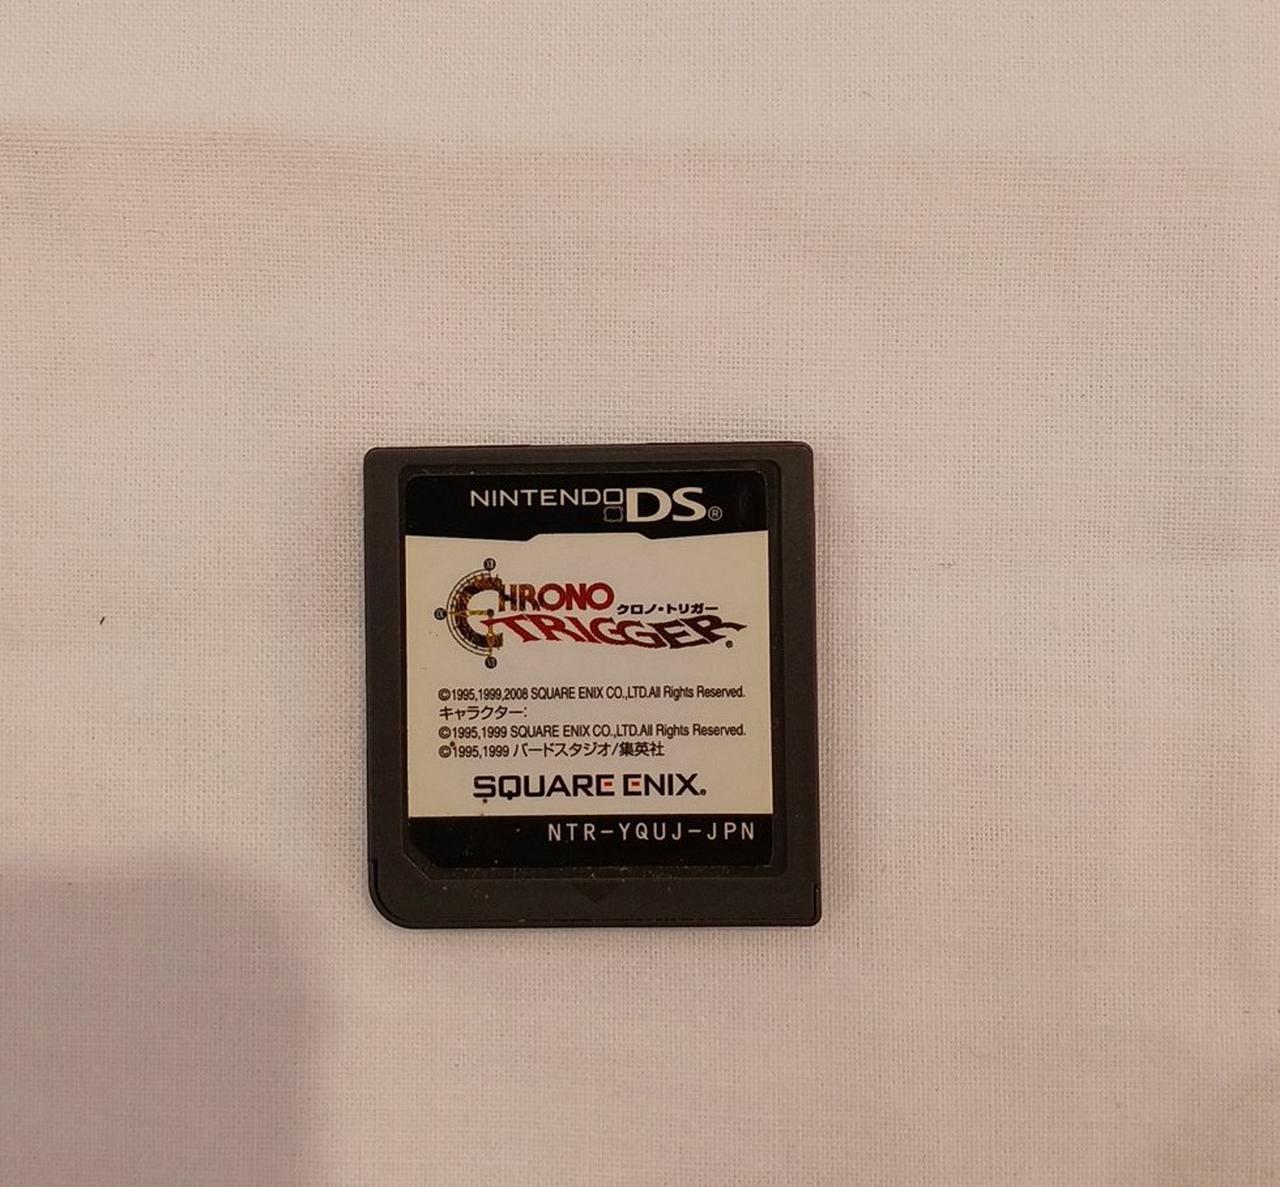 NINTENDO DS®
CHRONO
クロノ・トリガー
TRIGGER®
©1995,1999,2008 SQUARE ENIX CO.,LTD.All Rights Reserved.
キャラクター:
©1995,1999 SQUARE ENIX CO.,LTD.All Rights Reserved.
©1995,1999 バードスタジオ/集英社
SQUARE ENIX®
NTR-YQUJ-JPN